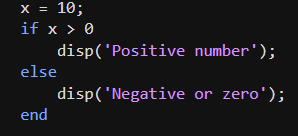 x = 10;
if x > 0
    disp('Positive number');
else
    disp('Negative or zero');
end